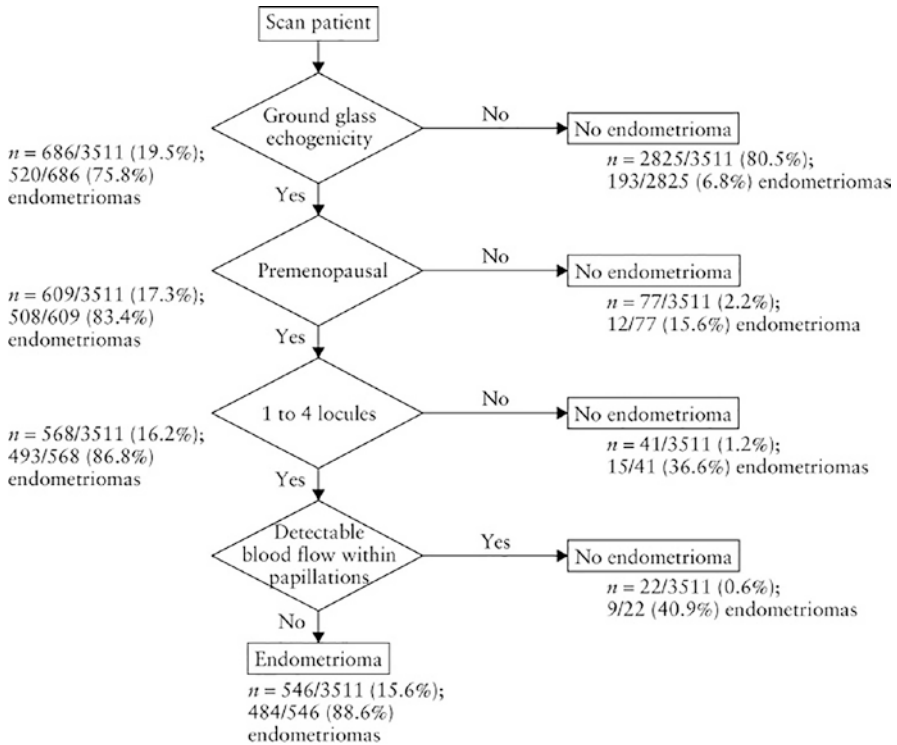 Scan patient
Ground glass
echogenicity
No
No endometrioma
n = 686/3511 (19.5%);
520/686 (75.8%)
endometriomas
n = 2825/3511 (80.5%);
193/2825 (6.8%) endometriomas
Yes
Premenopausal
No
No endometrioma
n = 609/3511 (17.3%);
508/609 (83.4%)
endometriomas
n = 77/3511 (2.2%);
12/77 (15.6%) endometrioma
Yes
1 to 4 locules
No
No endometrioma
n = 568/3511 (16.2%);
493/568 (86.8%)
endometriomas
n = 41/3511 (1.2%);
15/41 (36.6%) endometriomas
Yes
Detectable
blood flow within
papillations
Yes
No endometrioma
n = 22/3511 (0.6%);
9/22 (40.9%) endometriomas
No
Endometrioma
n = 546/3511 (15.6%);
484/546 (88.6%)
endometriomas